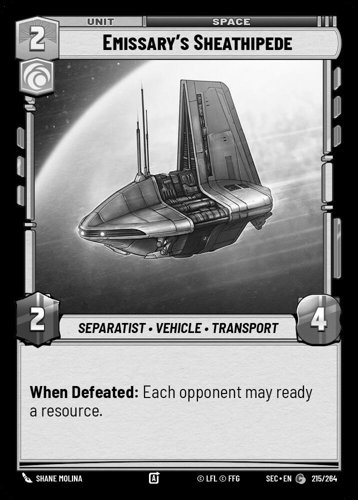 UNIT
SPACE
2
EMISSARY'S SHEATHIPEDE
2
4
SEPARATIST • VEHICLE • TRANSPORT
When Defeated: Each opponent may ready
a resource.
SHANE MOLINA
© LFL © FFG
SEC • EN
C
215/264